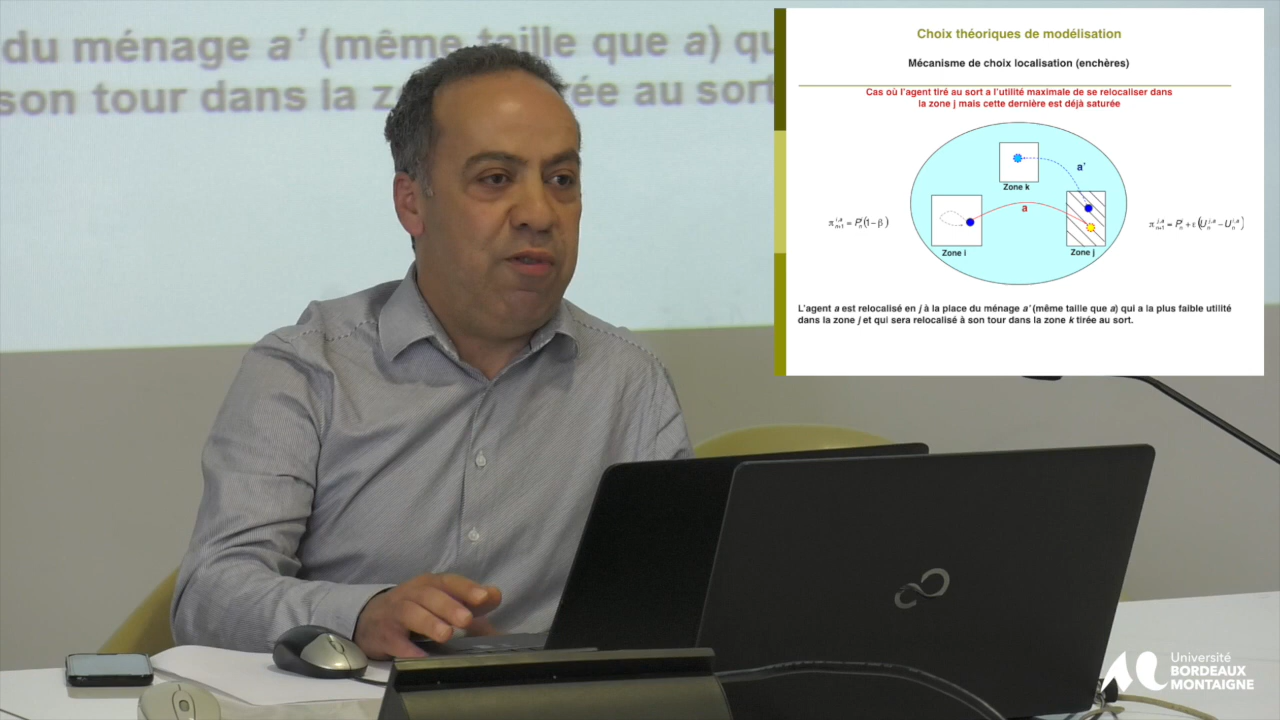 du ménage a' (même taille que a) qu
son tour dans la z rée au sort
Choix théoriques de modélisation
Mécanisme de choix localisation (enchères)
Cas où l'agent tiré au sort a l'utilité maximale de se relocaliser dans
la zone j mais cette dernière est déjà saturée
a'
Zone k
a
Zone i
Zone j
L'agent a est relocalisé en j à la place du ménage a' (même taille que a) qui a la plus faible utilité
dans la zone j et qui sera relocalisé à son tour dans la zone k tirée au sort.
Université
BORDEAUX
MONTAIGNE